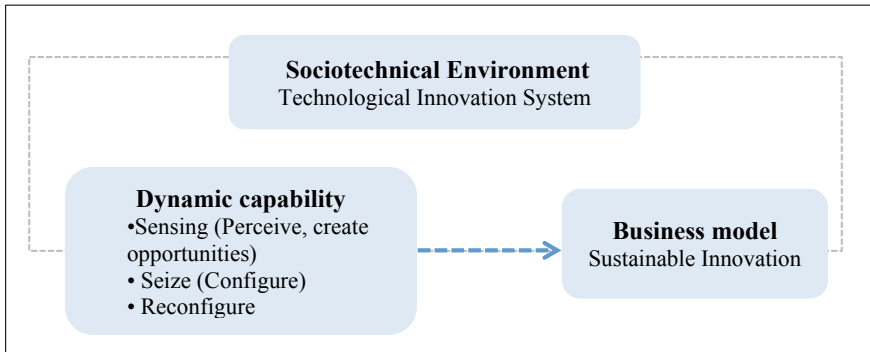 Sociotechnical Environment
Technological Innovation System
Dynamic capability
•Sensing (Perceive, create
opportunities)
• Seize (Configure)
• Reconfigure
Business model
Sustainable Innovation